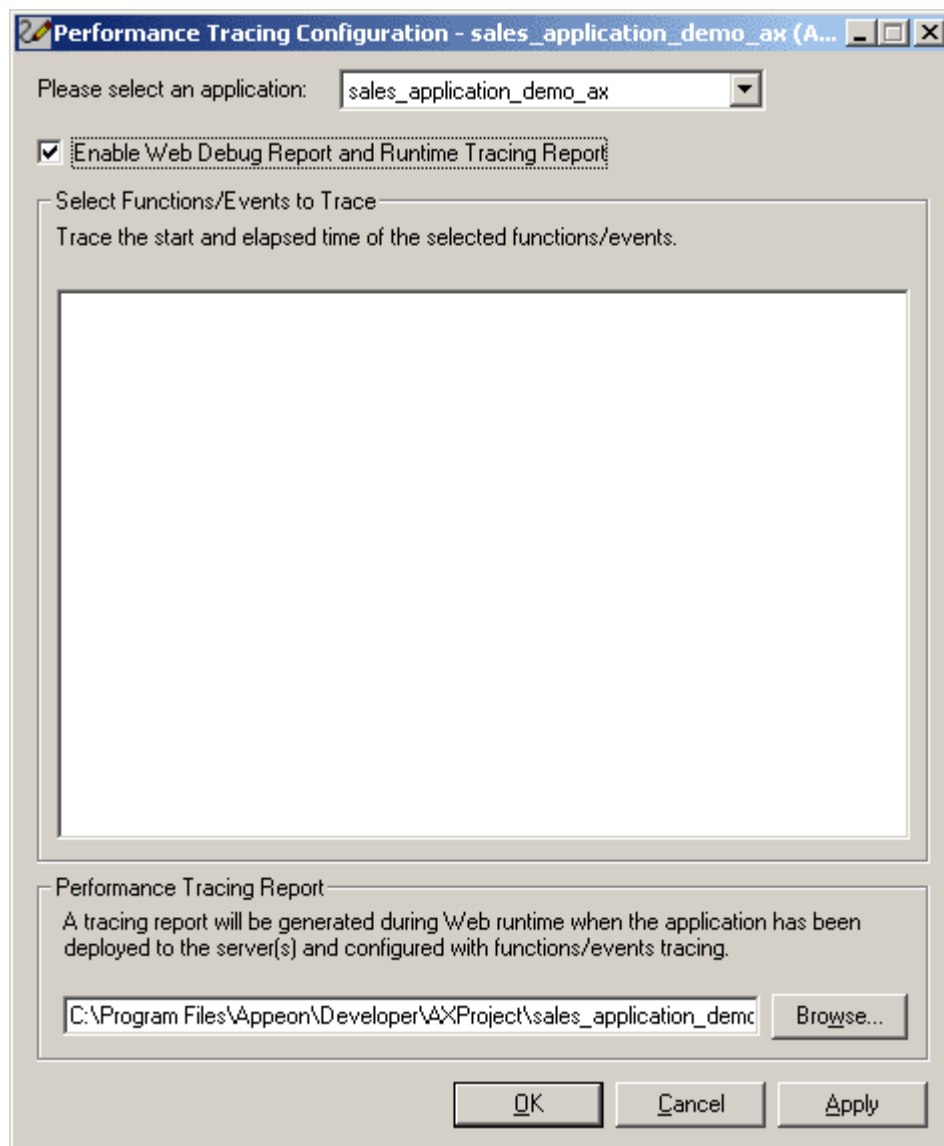 Performance Tracing Configuration - sales_application_demo_ax (A...
Please select an application:
sales_application_demo_ax
Enable Web Debug Report and Runtime Tracing Report
Select Functions/Events to Trace
Trace the start and elapsed time of the selected functions/events.
Performance Tracing Report
A tracing report will be generated during Web runtime when the application has been
deployed to the server(s) and configured with functions/events tracing.
C:\Program Files\Appeon\Developer\AXProject\sales_application_demo
Browse...
OK
Cancel
Apply